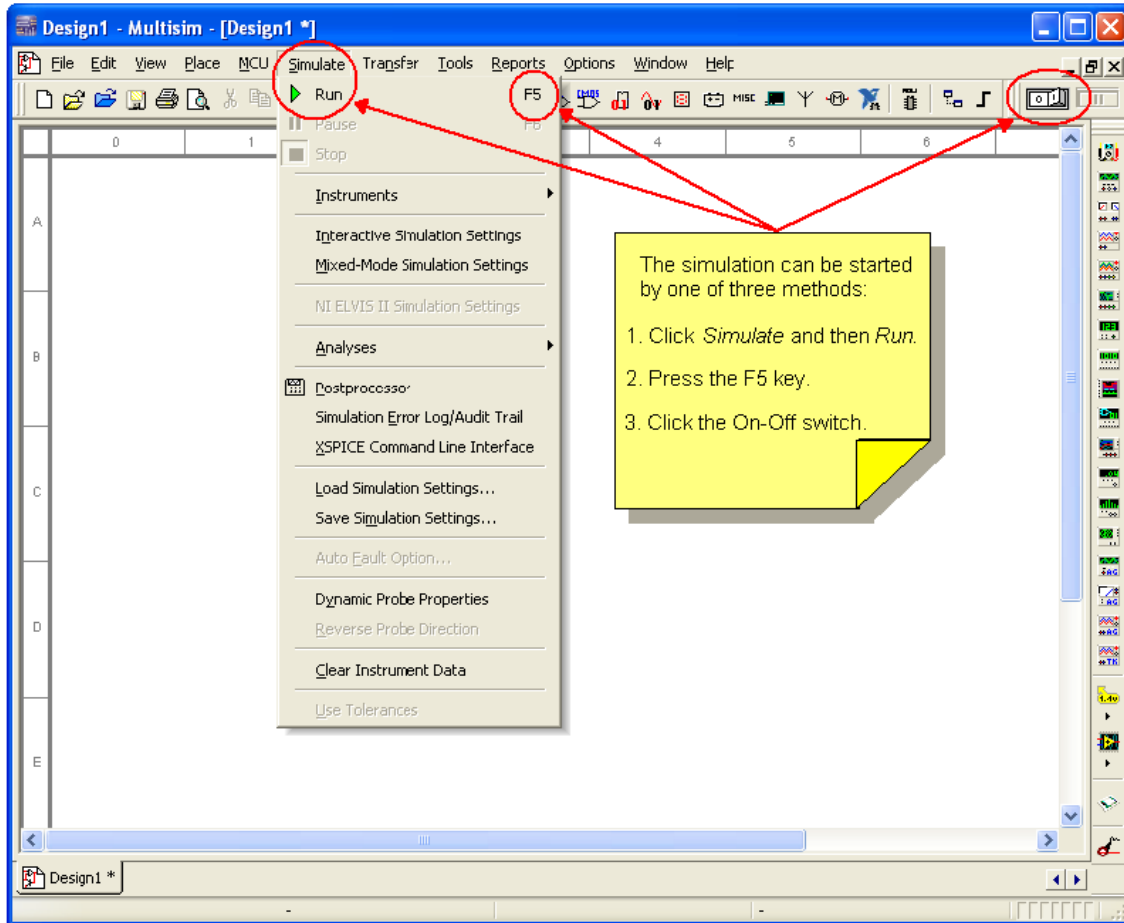 Design1 - Multisim - [Design1 *]
File Edit View Place MCU Simulate Transfer Tools Reports Options Window Help
Run F5
MISC
Pause F6
Stop
0 1 4 5 6
Instruments
A
Interactive Simulation Settings
Mixed-Mode Simulation Settings
NI ELVIS II Simulation Settings
Analyses
B
Postprocessor
Simulation Error Log/Audit Trail
XSPICE Command Line Interface
Load Simulation Settings...
C
Save Simulation Settings...
Auto Fault Option...
Dynamic Probe Properties
D
Reverse Probe Direction
Clear Instrument Data
Use Tolerances
E
The simulation can be started
by one of three methods:
1. Click Simulate and then Run.
2. Press the F5 key.
3. Click the On-Off switch.
Design1 *